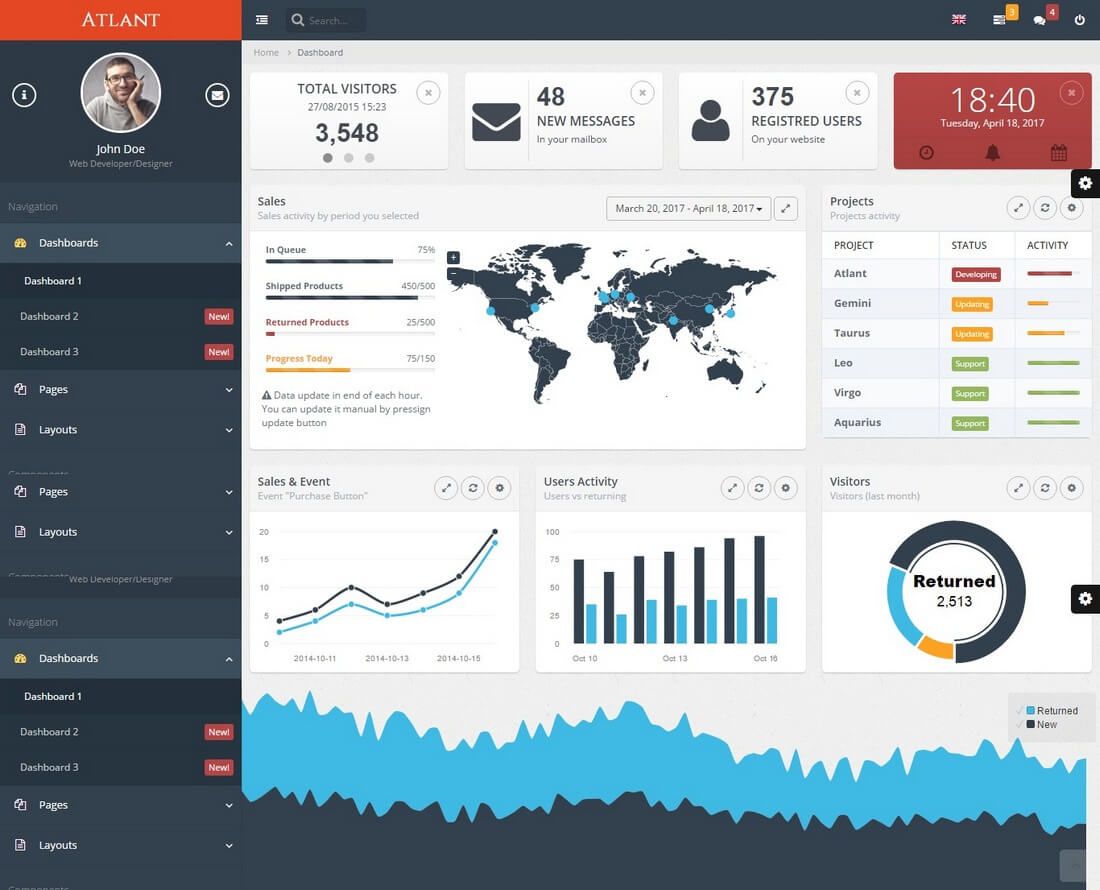 ATLANT
Search...
3
4
John Doe
Web Developer/Designer
Navigation
Dashboards
Dashboard 1
Dashboard 2
New!
Dashboard 3
New!
Pages
Layouts
Components
Pages
Layouts
Components
Web Developer/Designer
Navigation
Dashboards
Dashboard 1
Dashboard 2
New!
Dashboard 3
New!
Pages
Layouts
Components
Home > Dashboard
TOTAL VISITORS
27/08/2015 15:23
3,548
48
NEW MESSAGES
In your mailbox
375
REGISTRED USERS
On your website
18:40
Tuesday, April 18, 2017
Sales
Sales activity by period you selected
March 20, 2017 - April 18, 2017
In Queue 75%
Shipped Products 450/500
Returned Products 25/500
Progress Today 75/150
Data update in end of each hour.
You can update it manual by pressign
update button
+
−
Projects
Projects activity
PROJECT STATUS ACTIVITY
Atlant Developing
Gemini Updating
Taurus Updating
Leo Support
Virgo Support
Aquarius Support
Sales & Event
Event "Purchase Button"
20
15
10
5
0
2014-10-11 2014-10-13 2014-10-15
Users Activity
Users vs returning
100
75
50
25
0
Oct 10 Oct 13 Oct 16
Visitors
Visitors (last month)
Returned
2,513
Returned
New